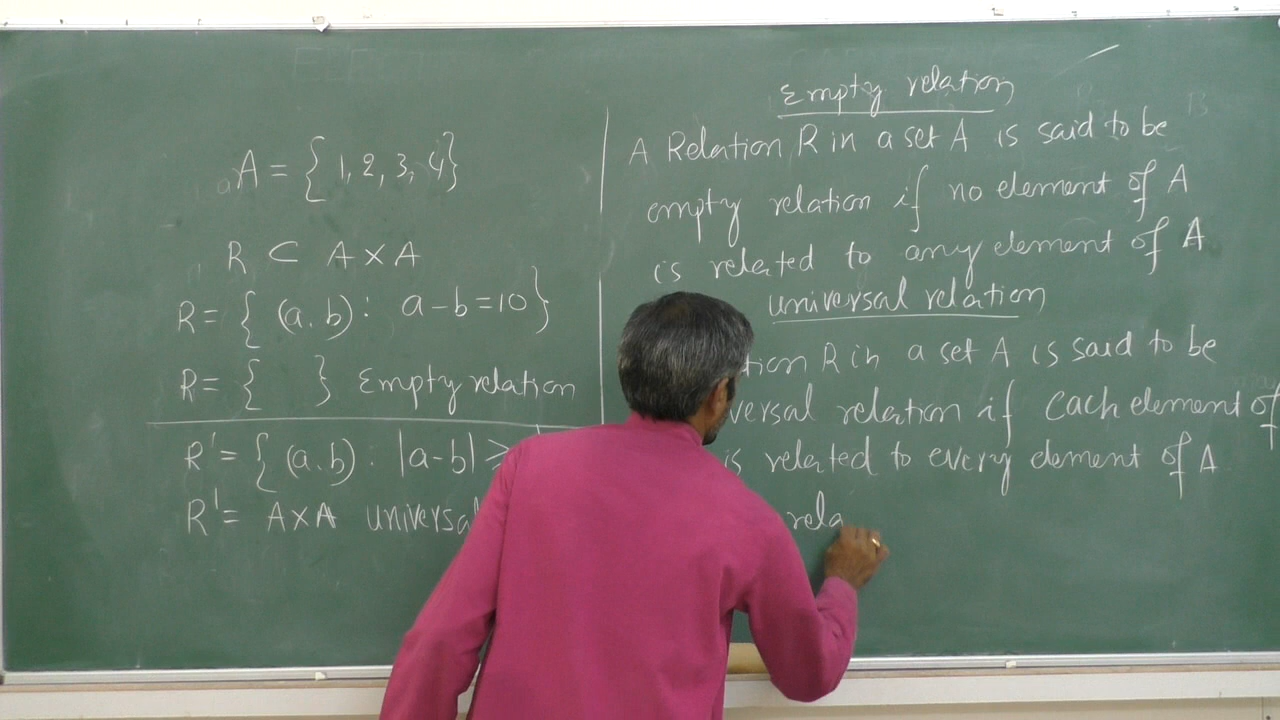 A = { 1, 2, 3, 4}
R ⊂ A × A
R = { (a, b) : a - b = 10 }
R = { } Empty relation
R' = { (a, b) : |a - b| ≥
R' = A × A universal
Empty relation
A Relation R in a set A is said to be
empty relation if no element of A
is related to any element of A
universal relation
tion R in a set A is said to be
versal relation if each element of
is related to every element of A
rela